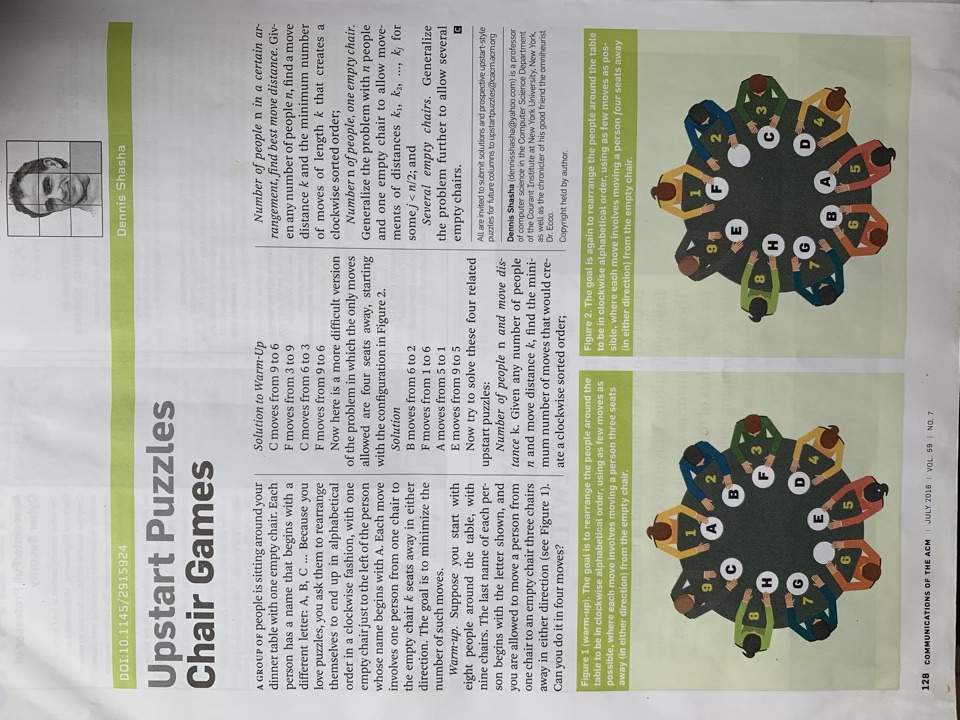 DOI:10.1145/2915924
Dennis Shasha
Upstart Puzzles
Chair Games
A GROUP OF people is sitting around your
dinner table with one empty chair. Each
person has a name that begins with a
different letter: A, B, C ... Because you
love puzzles, you ask them to rearrange
themselves to end up in alphabetical
order in a clockwise fashion, with one
empty chair just to the left of the person
whose name begins with A. Each move
involves one person from one chair to
the empty chair k seats away in either
direction. The goal is to minimize the
number of such moves.
Warm-up. Suppose you start with
eight people around the table, with
nine chairs. The last name of each per-
son begins with the letter shown, and
you are allowed to move a person from
one chair to an empty chair three chairs
away in either direction (see Figure 1).
Can you do it in four moves?
Solution to Warm-Up
C moves from 9 to 6
F moves from 3 to 9
C moves from 6 to 3
F moves from 9 to 6
Now here is a more difficult version
of the problem in which the only moves
allowed are four seats away, starting
with the configuration in Figure 2.
Solution
B moves from 6 to 2
F moves from 1 to 6
A moves from 5 to 1
E moves from 9 to 5
Now try to solve these four related
upstart puzzles:
Number of people n and move dis-
tance k. Given any number of people
n and move distance k, find the mini-
mum number of moves that would cre-
ate a clockwise sorted order;
Number of people n in a certain ar-
rangement, find best move distance. Giv-
en any number of people n, find a move
distance k and the minimum number
of moves of length k that creates a
clockwise sorted order;
Number n of people, one empty chair.
Generalize the problem with n people
and one empty chair to allow move-
ments of distances k1, k2, ..., kj for
some j < n/2; and
Several empty chairs. Generalize
the problem further to allow several
empty chairs. C
All are invited to submit solutions and prospective upstart-style
puzzles for future columns to upstartpuzzles@cacm.acm.org
Dennis Shasha (dennisshasha@yahoo.com) is a professor
of computer science in the Computer Science Department
of the Courant Institute at New York University, New York,
as well as the chronicler of his good friend the omniheurist
Dr. Ecco.
Copyright held by author.
Figure 1 (warm-up). The goal is to rearrange the people around the
table to be in clockwise alphabetical order, using as few moves as
possible, where each move involves moving a person three seats
away (in either direction) from the empty chair.
1
A
2
B
3
F
4
D
5
E
6
7
G
8
H
9
C
Figure 2. The goal is again to rearrange the people around the table
to be in clockwise alphabetical order, using as few moves as pos-
sible, where each move involves moving a person four seats away
(in either direction) from the empty chair.
1
F
2
3
C
4
D
5
A
6
B
7
G
8
H
9
E
128 COMMUNICATIONS OF THE ACM | JULY 2016 | VOL. 59 | NO. 7